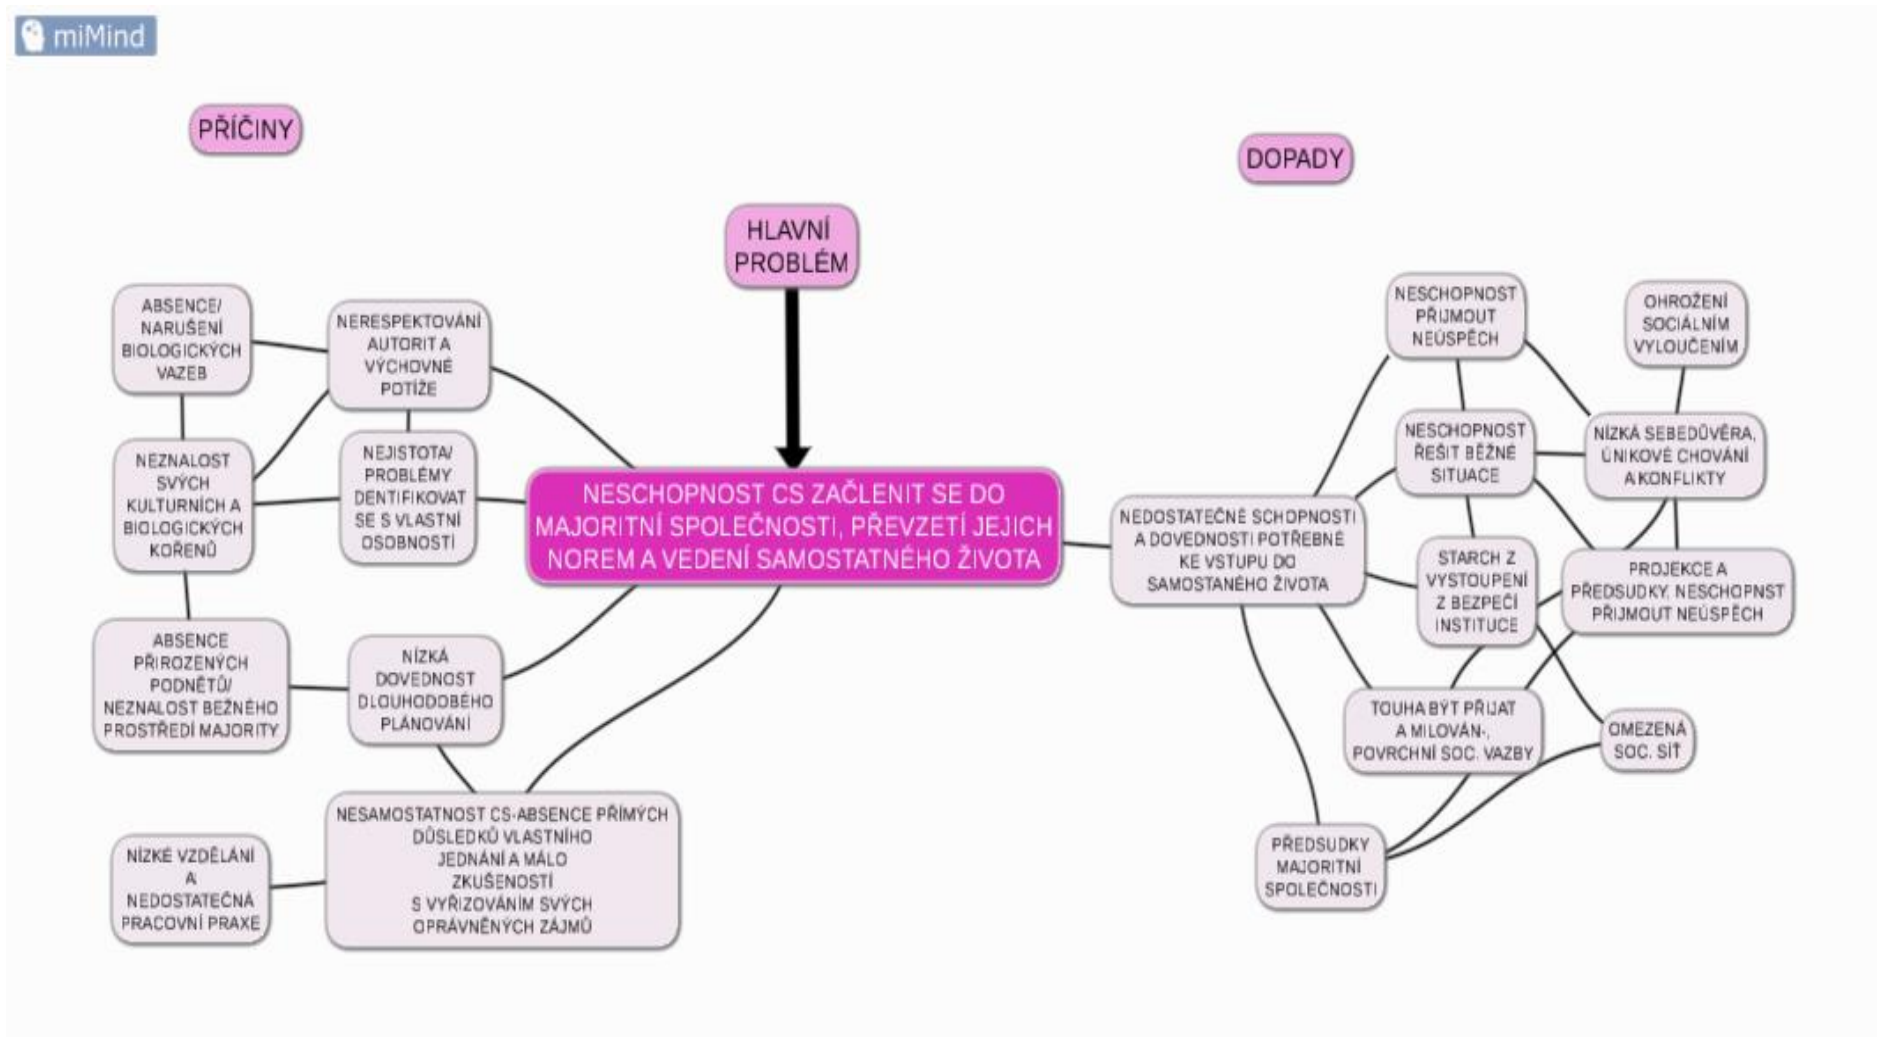 miMind
PŘÍČINY
DOPADY
HLAVNÍ
PROBLÉM
ABSENCE/
NARUŠENÍ
BIOLOGICKÝCH
VAZEB
NERESPEKTOVÁNÍ
AUTORIT A
VÝCHOVNÉ
POTÍŽE
NEZNALOST
SVÝCH
KULTURNÍCH A
BIOLOGICKÝCH
KOŘENŮ
NEJISTOTA/
PROBLÉMY
DENTIFIKOVAT
SE S VLASTNÍ
OSOBNOSTÍ
NESCHOPNOST CS ZAČLENIT SE DO
MAJORITNÍ SPOLEČNOSTI, PŘEVZETÍ JEJICH
NOREM A VEDENÍ SAMOSTATNÉHO ŽIVOTA
ABSENCE
PŘIROZENÝCH
PODNĚTŮ/
NEZNALOST BEŽNÉHO
PROSTŘEDÍ MAJORITY
NÍZKÁ
DOVEDNOST
DLOUHODOBÉHO
PLÁNOVÁNÍ
NESAMOSTATNOST CS-ABSENCE PŘÍMÝCH
DŮSLEDKŮ VLASTNÍHO
JEDNÁNÍ A MÁLO
ZKUŠENOSTÍ
S VYŘIZOVÁNÍM SVÝCH
OPRÁVNĚNÝCH ZÁJMŮ
NÍZKÉ VZDĚLÁNÍ
A
NEDOSTATEČNÁ
PRACOVNÍ PRAXE
NEDOSTATEČNÉ SCHOPNOSTI
A DOVEDNOSTI POTŘEBNÉ
KE VSTUPU DO
SAMOSTANÉHO ŽIVOTA
NESCHOPNOST
PŘIJMOUT
NEÚSPĚCH
OHROŽENÍ
SOCIÁLNÍM
VYLOUČENÍM
NESCHOPNOST
ŘEŠIT BĚŽNÉ
SITUACE
NÍZKÁ SEBEDŮVĚRA,
ÚNIKOVÉ CHOVÁNÍ
A KONFLIKTY
STARCH Z
VYSTOUPENÍ
Z BEZPEČÍ
INSTITUCE
PROJEKCE A
PŘEDSUDKY, NESCHOPNST
PŘIJMOUT NEÚSPĚCH
TOUHA BÝT PŘIJAT
A MILOVÁN-,
POVRCHNÍ SOC. VAZBY
OMEZENÁ
SOC. SÍŤ
PŘEDSUDKY
MAJORITNÍ
SPOLEČNOSTI